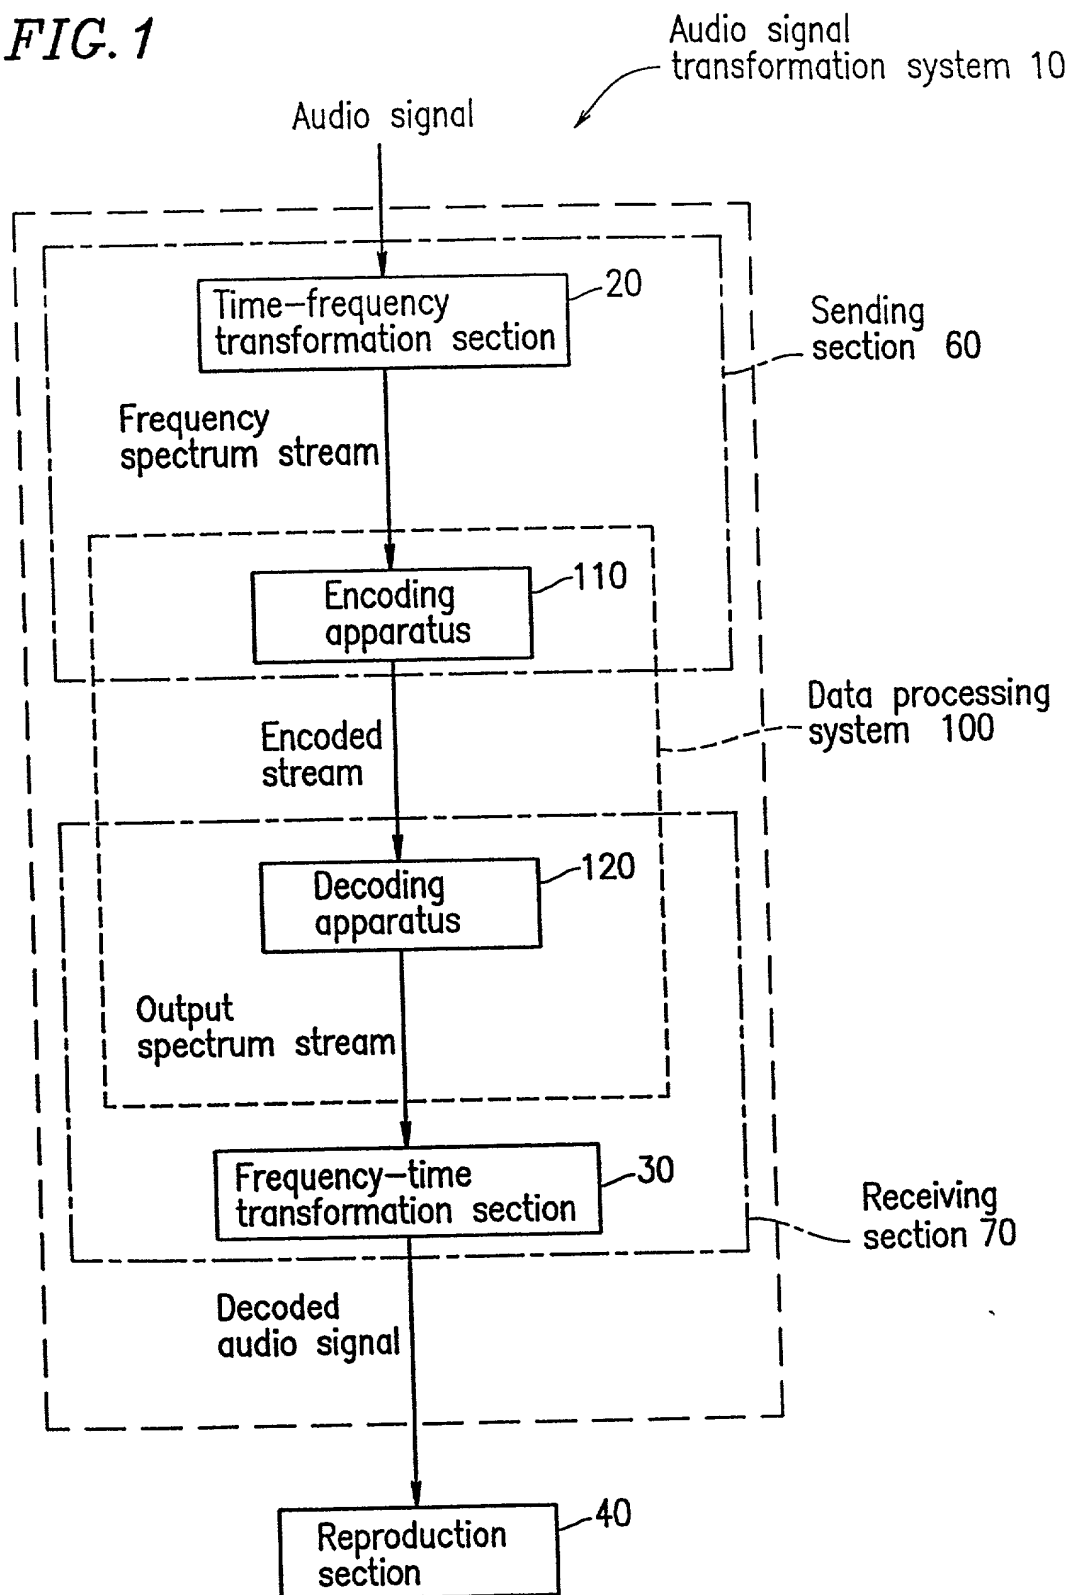 FIG. 1
Audio signal
transformation system 10
Audio signal
Time-frequency
transformation section
20
Sending
section 60
Frequency
spectrum stream
Encoding
apparatus
110
Data processing
system 100
Encoded
stream
Decoding
apparatus
120
Output
spectrum stream
Frequency-time
transformation section
30
Receiving
section 70
Decoded
audio signal
Reproduction
section
40